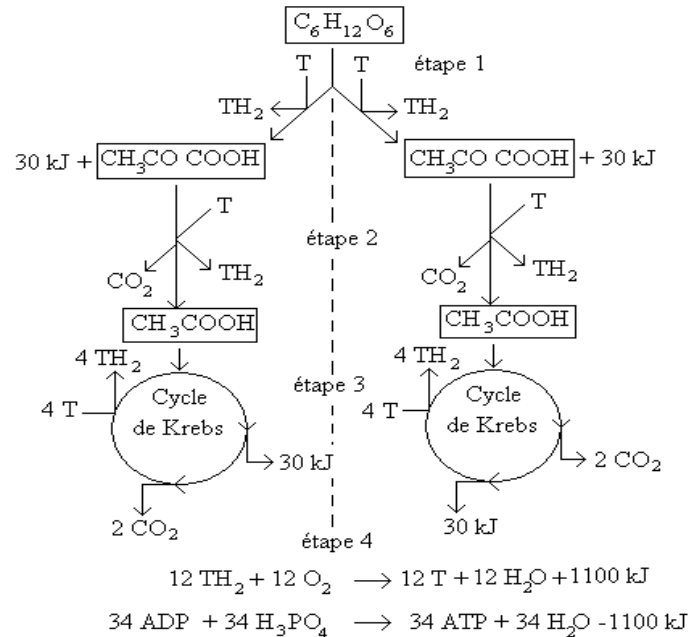 C₆H₁₂O₆
étape 1
T T
TH₂ TH₂
30 kJ + CH₃CO COOH CH₃CO COOH + 30 kJ
T T
étape 2
CO₂ TH₂ CO₂ TH₂
CH₃COOH CH₃COOH
4 TH₂ 4 TH₂
étape 3
Cycle Cycle
4 T de Krebs 4 T de Krebs
30 kJ 2 CO₂
2 CO₂ 30 kJ
étape 4
12 TH₂ + 12 O₂ → 12 T + 12 H₂O + 1100 kJ
34 ADP + 34 H₃PO₄ → 34 ATP + 34 H₂O - 1100 kJ